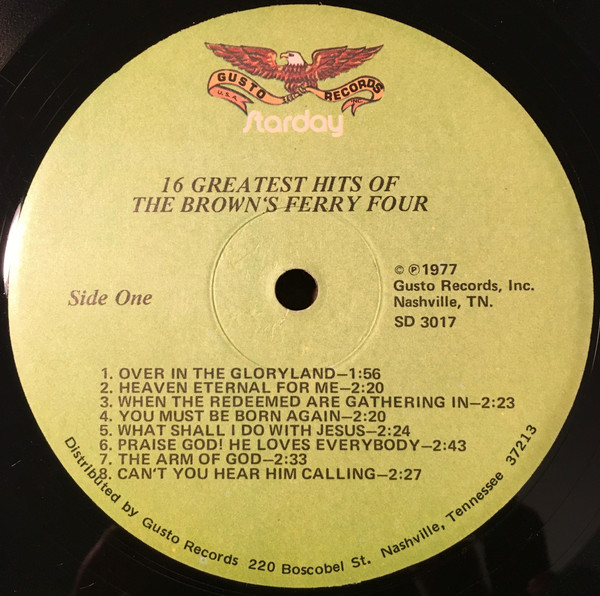 GUSTO RECORDS
U.S.A. INC.
Starday
16 GREATEST HITS OF
THE BROWN'S FERRY FOUR
Side One
© ℗ 1977
Gusto Records, Inc.
Nashville, TN.
SD 3017
1. OVER IN THE GLORYLAND—1:56
2. HEAVEN ETERNAL FOR ME—2:20
3. WHEN THE REDEEMED ARE GATHERING IN—2:23
4. YOU MUST BE BORN AGAIN—2:20
5. WHAT SHALL I DO WITH JESUS—2:24
6. PRAISE GOD! HE LOVES EVERYBODY—2:43
7. THE ARM OF GOD—2:33
8. CAN'T YOU HEAR HIM CALLING—2:27
Distributed by Gusto Records 220 Boscobel St. Nashville, Tennessee 37213